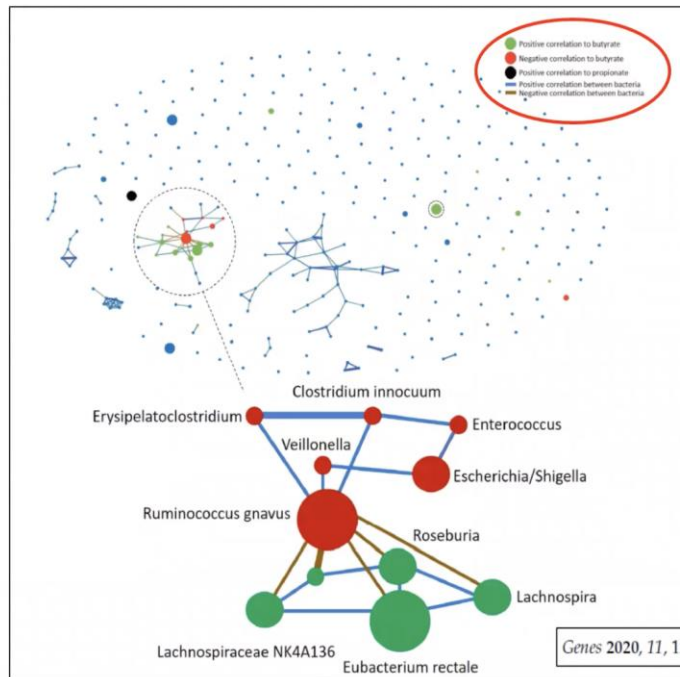 Positive correlation to butyrate
Negative correlation to butyrate
Positive correlation to propionate
Positive correlation between bacteria
Negative correlation between bacteria
Clostridium innocuum
Erysipelatoclostridium
Enterococcus
Veillonella
Escherichia/Shigella
Ruminococcus gnavus
Roseburia
Lachnospira
Lachnospiraceae NK4A136
Eubacterium rectale
Genes 2020, 11, 1